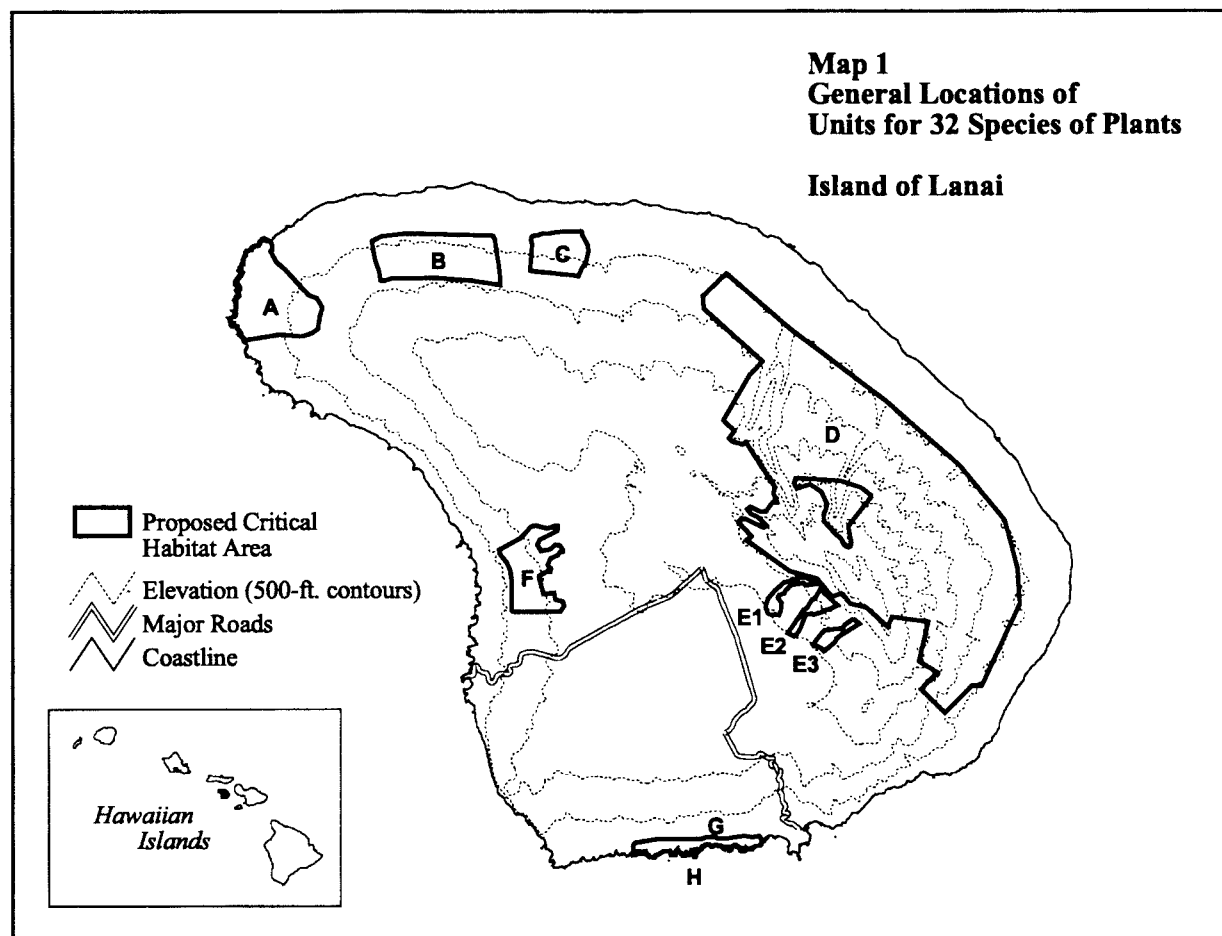 Map 1
General Locations of
Units for 32 Species of Plants
Island of Lanai
A
B
C
D
F
E1
E2
E3
G
H
Proposed Critical
Habitat Area
Elevation (500-ft. contours)
Major Roads
Coastline
Hawaiian
Islands